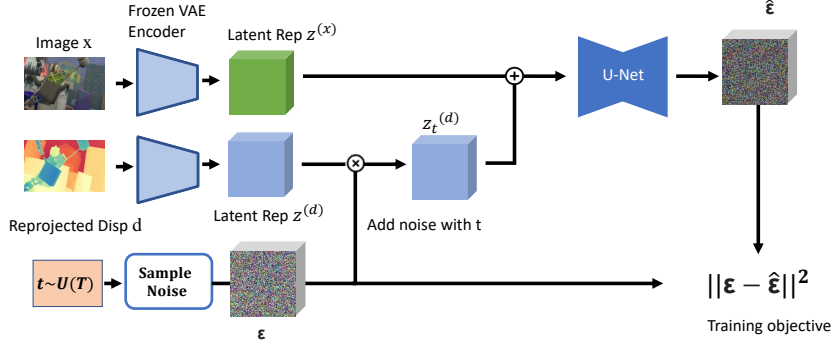 Frozen VAE
Encoder
Image x
Latent Rep z^(x)
ε̂
U-Net
z_t^(d)
Reprojected Disp d
Latent Rep z^(d)
Add noise with t
t~U(T)
Sample
Noise
ε
||ε − ε̂||²
Training objective